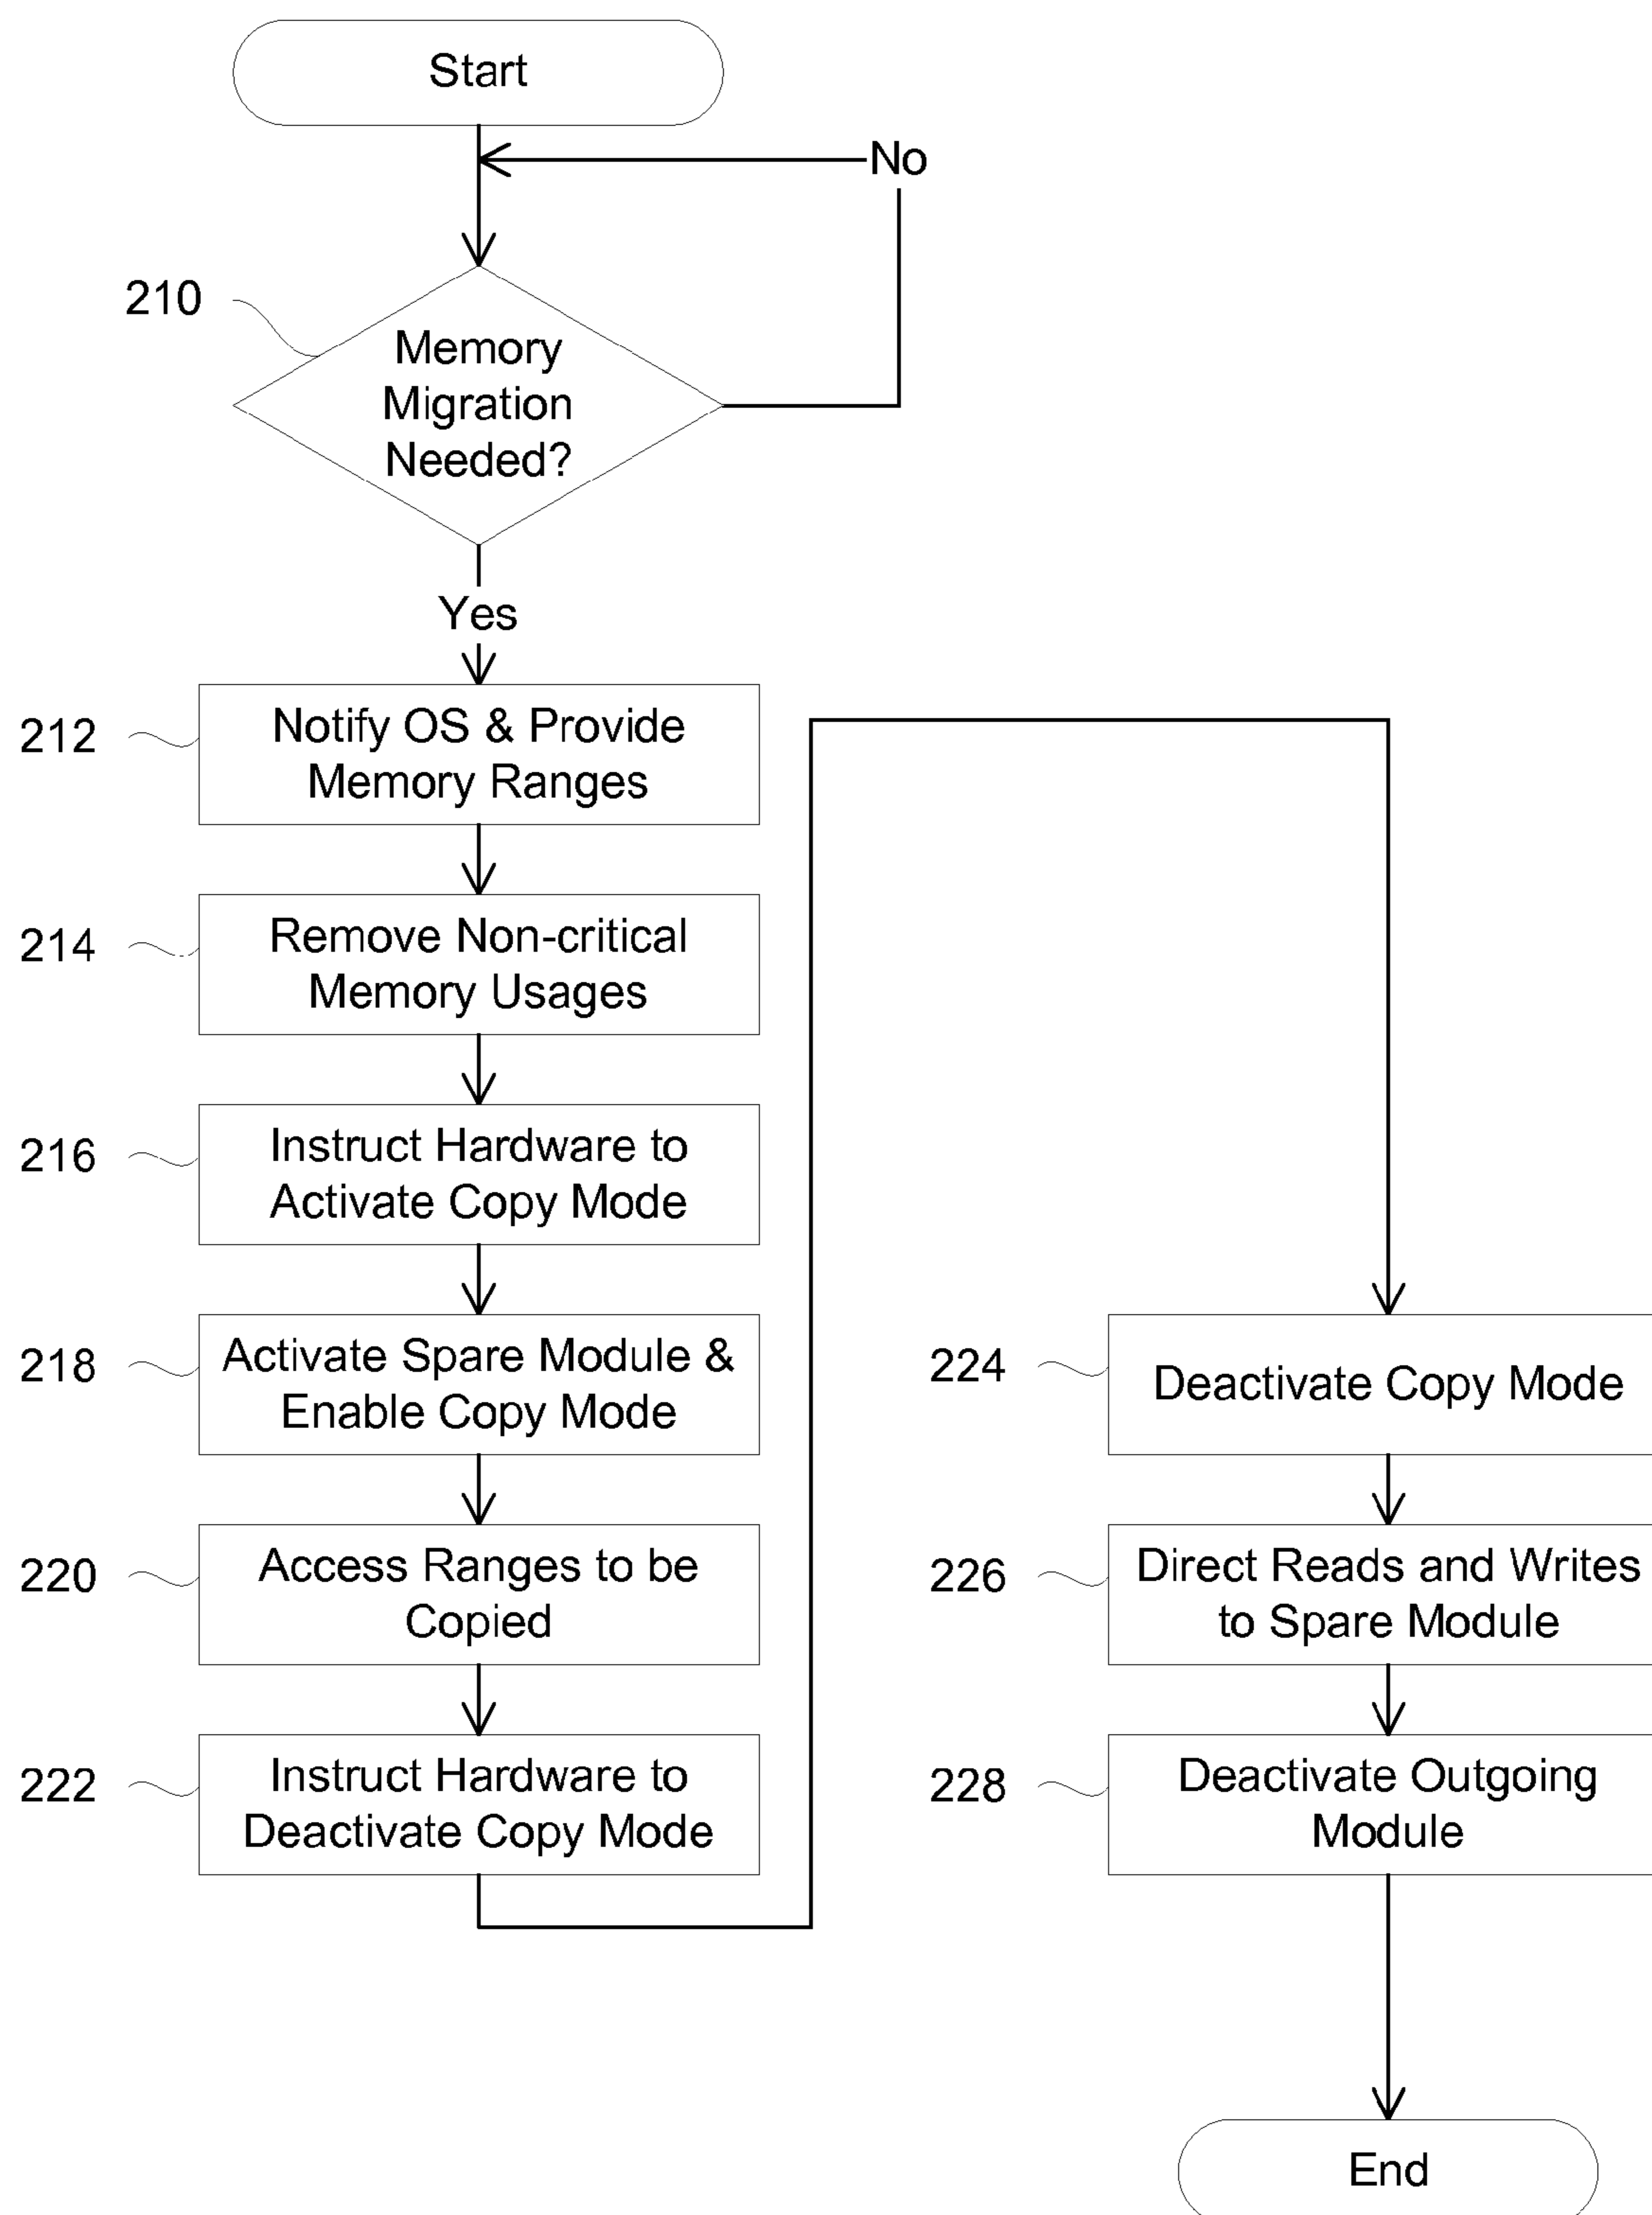 Start
No
210
Memory
Migration
Needed?
Yes
212
Notify OS & Provide
Memory Ranges
214
Remove Non-critical
Memory Usages
216
Instruct Hardware to
Activate Copy Mode
218
Activate Spare Module &
Enable Copy Mode
220
Access Ranges to be
Copied
222
Instruct Hardware to
Deactivate Copy Mode
224
Deactivate Copy Mode
226
Direct Reads and Writes
to Spare Module
228
Deactivate Outgoing
Module
End